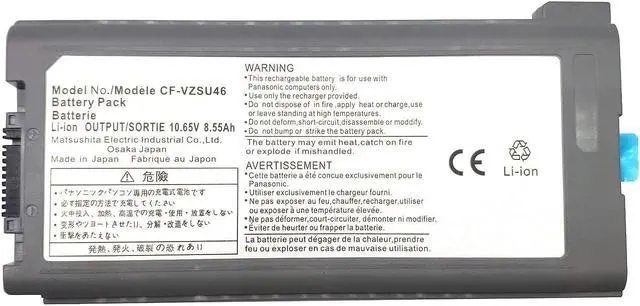 Model No./Modèle CF-VZSU46
Battery Pack
Batterie
Li-ion OUTPUT/SORTIE 10.65V 8.55Ah
Matsushita Electric Industrial Co.,Ltd.
Osaka Japan
Made in Japan Fabrique au Japon
⚠ 危險
•パナソニックパソコン専用の充電式電池です
•必ず指定の方法で充電してください
•火中投入、加熱、高温での充電・使用・放置をしない
•変形やショートさせたリ、分解・改造をしない
•衝撃をあたえない
発熱、発火、破裂の恐れあリ
WARNING
•This rechargeable battery is for use with
Panasonic computers only.
•Use only the recharger provided.
•Do not dispose of in fire, apply heat or charge,use
or leave standing at high temperatures.
•Do not deform,short-circuit,disassemble or modify.
•Do not bump or strike the battery pack.
The battery may emit heat,catch on fire
or explode if mishandled.
AVERTISSEMENT
•Cette batterie a été conçue pour le
Panasonic.
•Utiliser exclusivement le chargeur fourni.
•Ne pas exposer au feu,chauffer,recharger,utiliser
ou exposer à une température élevée.
•Ne pas déformer,court-circuiter, démonter ni modifier.
•Éviter de heurter ou frapper la batterie.
La batterie peut dégager de la chaleur,prendre
feu ou exploser en cas de mauvaise utilisation.
CE
Li-ion